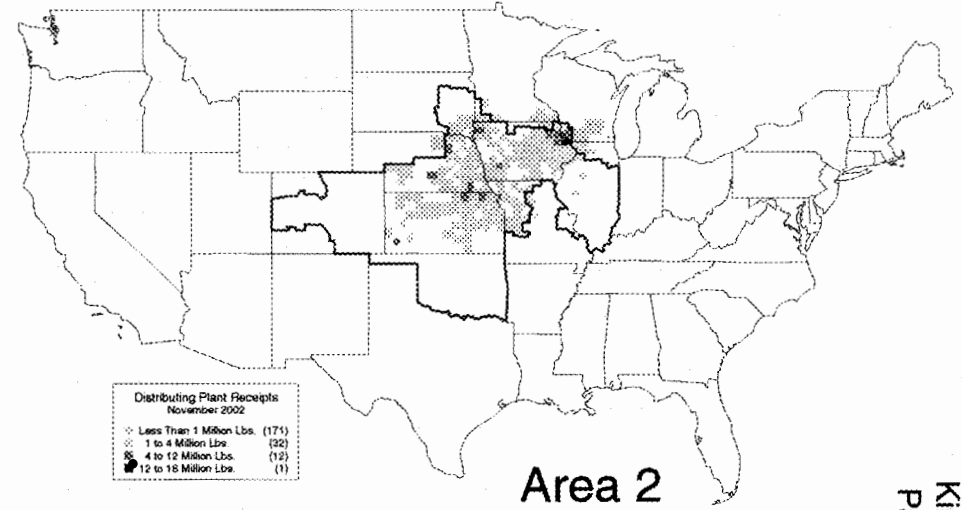 Distributing Plant Receipts
November 2002
Less Than 1 Million Lbs. (171)
1 to 4 Million Lbs. (32)
4 to 12 Million Lbs. (12)
12 to 18 Million Lbs. (1)
Area 2
Ki
P